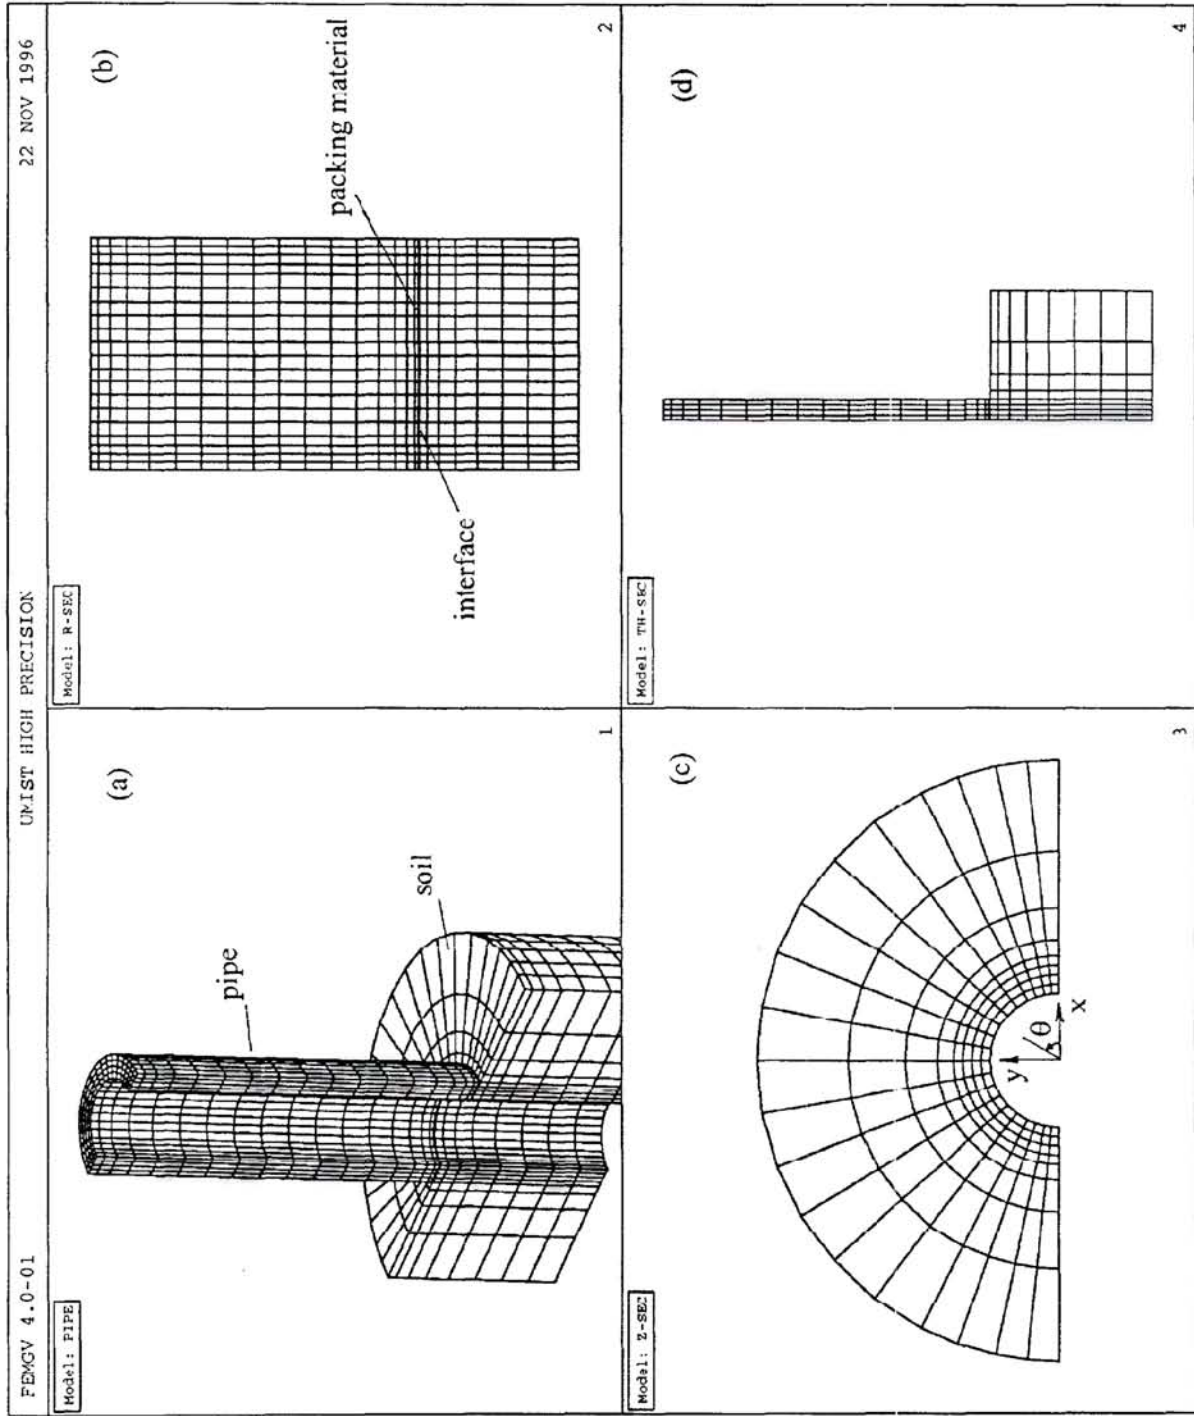 FEMGV 4.0-01
UMIST HIGH PRECISION
22 NOV 1996
Model: PIPE
(a)
pipe
soil
1
Model: R-SEC
(b)
packing material
interface
2
Model: Z-SEC
(c)
y
θ
x
3
Model: TH-SEC
(d)
4